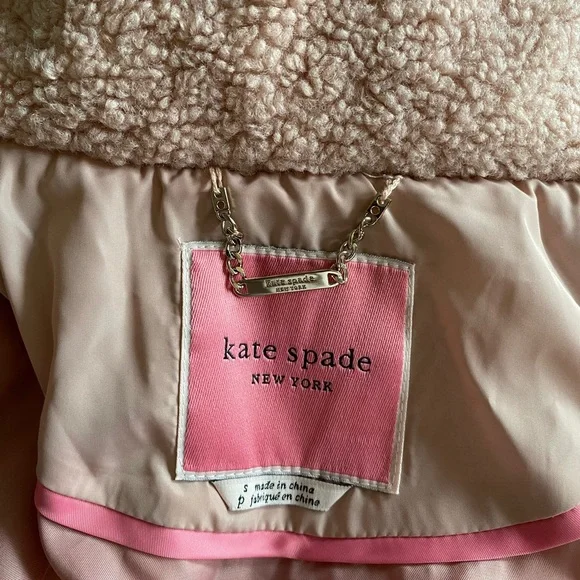 kate spade
NEW YORK
kate spade
NEW YORK
s made in china
p fabriqué en chine